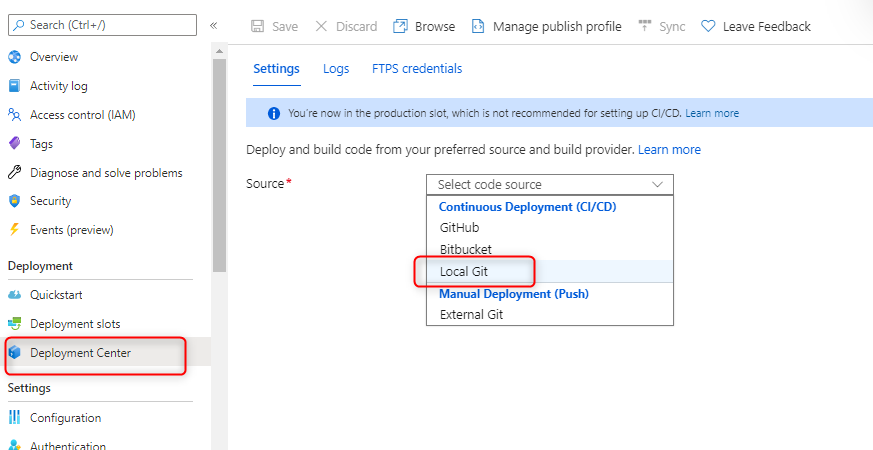 Search (Ctrl+/)
«
Overview
Activity log
Access control (IAM)
Tags
Diagnose and solve problems
Security
Events (preview)
Deployment
Quickstart
Deployment slots
Deployment Center
Settings
Configuration
Authentication
Save
Discard
Browse
Manage publish profile
Sync
Leave Feedback
Settings
Logs
FTPS credentials
You're now in the production slot, which is not recommended for setting up CI/CD. Learn more
Deploy and build code from your preferred source and build provider. Learn more
Source*
Select code source
Continuous Deployment (CI/CD)
GitHub
Bitbucket
Local Git
Manual Deployment (Push)
External Git